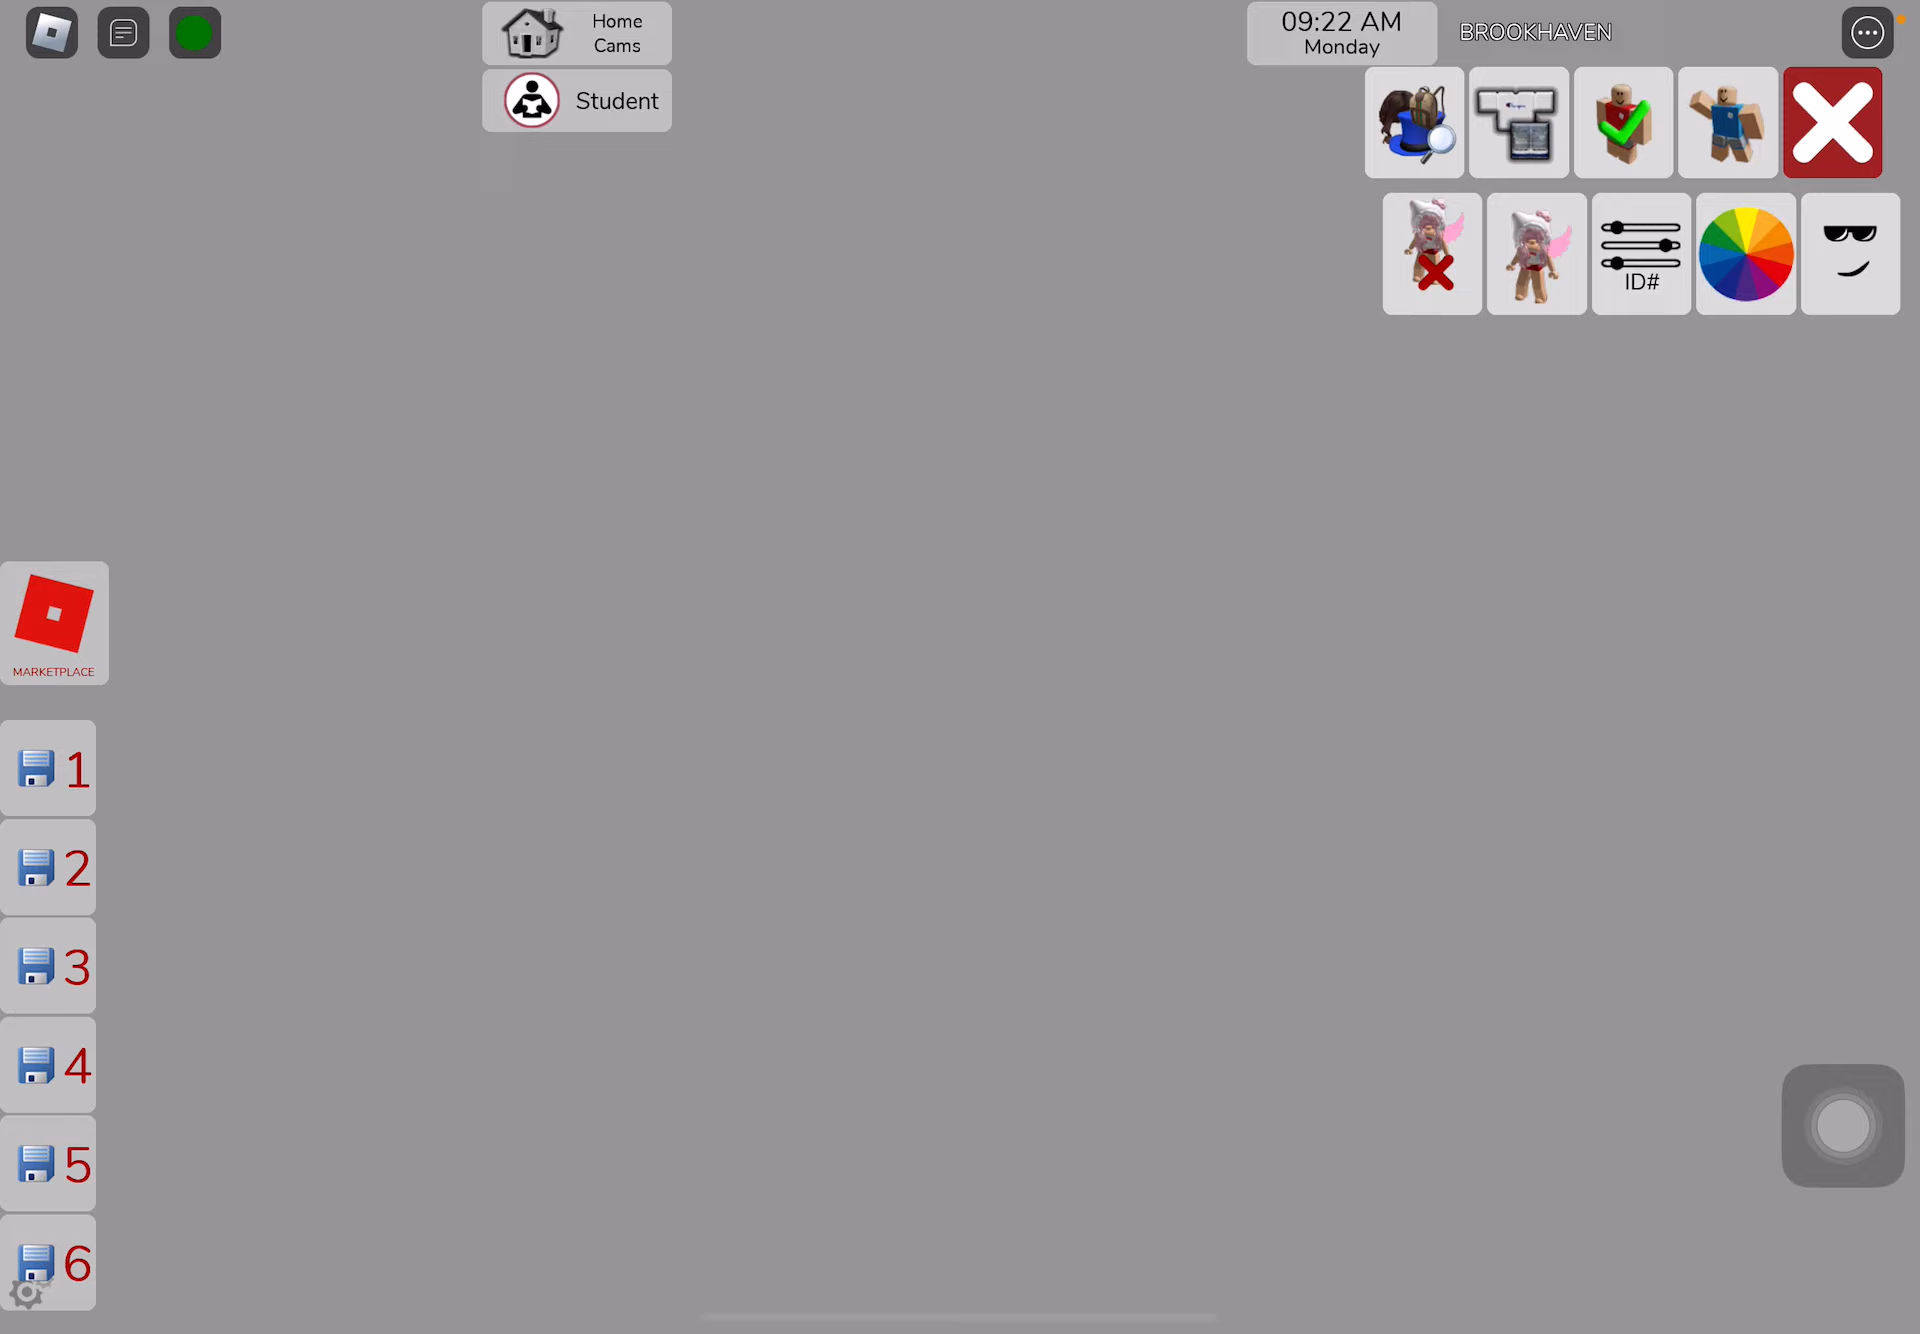 Home
Cams
Student
09:22 AM
Monday
BROOKHAVEN
ID#
MARKETPLACE
1
2
3
4
5
6